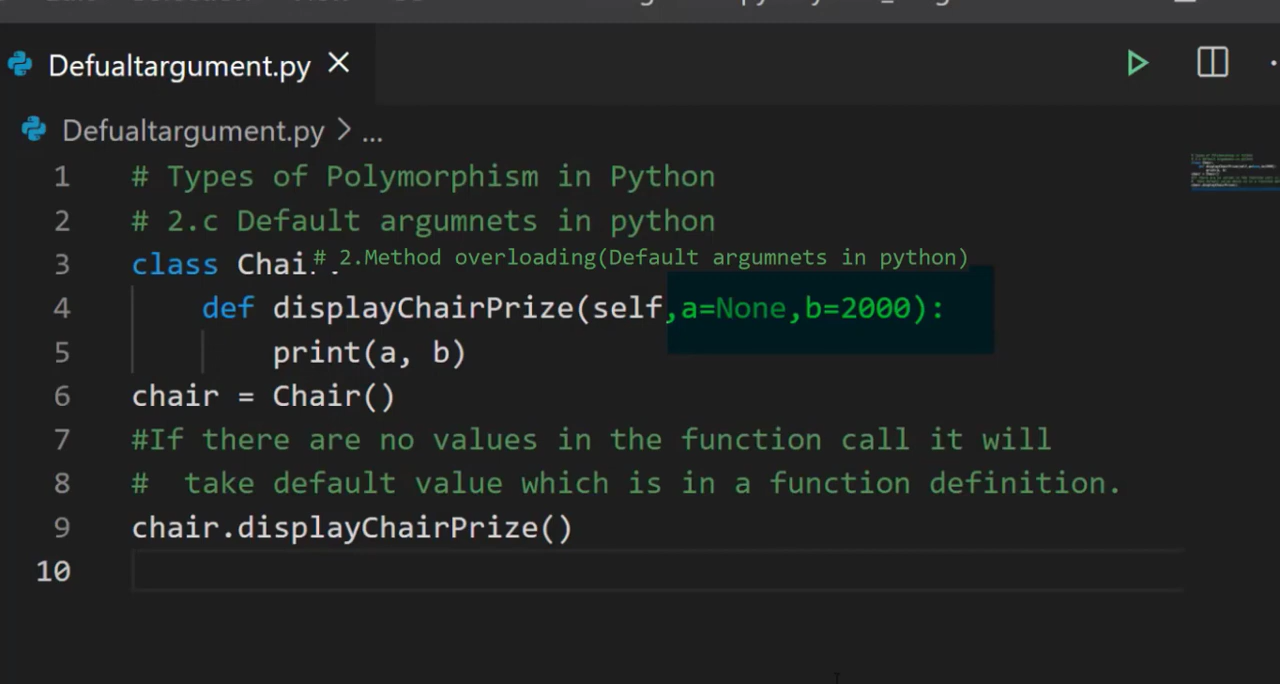 Defualtargument.py
Defualtargument.py > ...
1 # Types of Polymorphism in Python
2 # 2.c Default argumnets in python
# 2.Method overloading(Default argumnets in python)
3 class
4 def displayChairPrize(self,a=None,b=2000):
5 print(a, b)
6 chair = Chair()
7 #If there are no values in the function call it will
8 # take default value which is in a function definition.
9 chair.displayChairPrize()
10